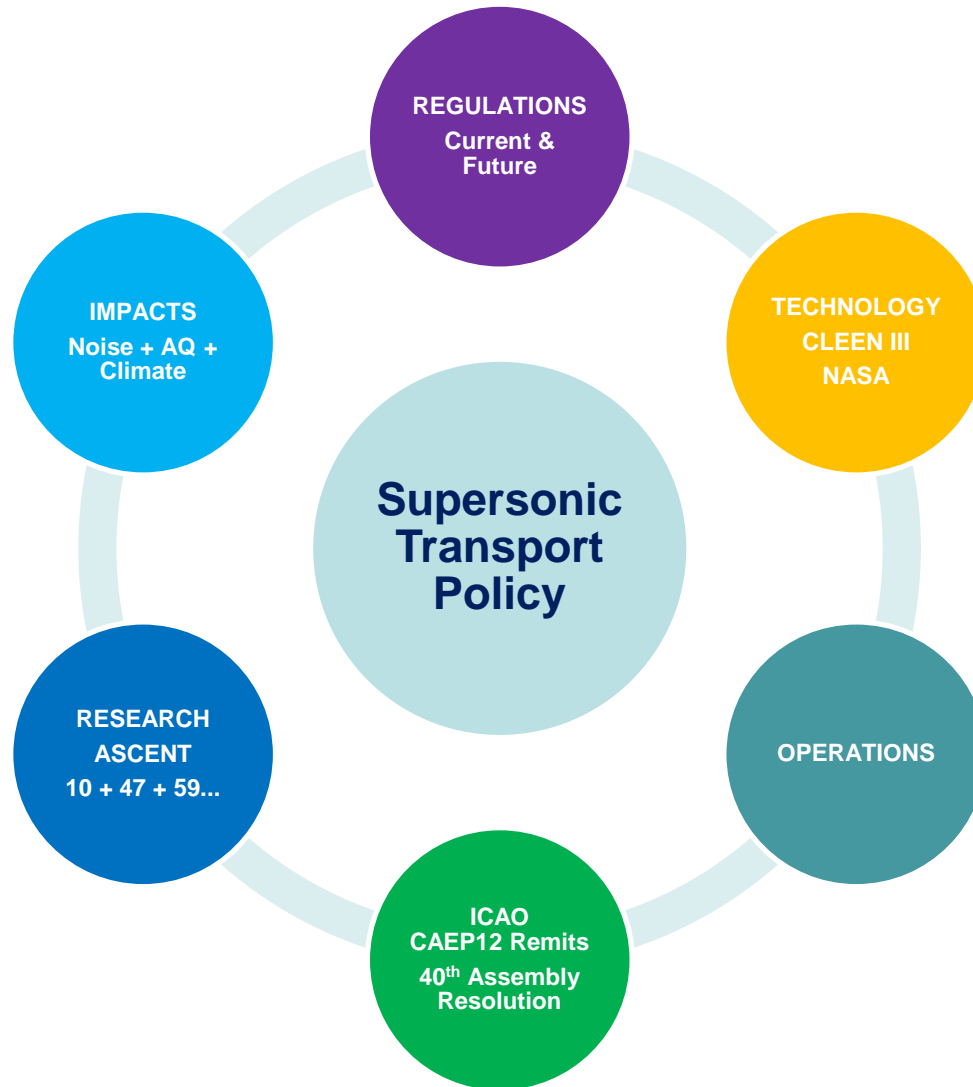 REGULATIONS
Current &
Future
TECHNOLOGY
CLEEN III
NASA
IMPACTS
Noise + AQ +
Climate
Supersonic
Transport
Policy
OPERATIONS
RESEARCH
ASCENT
10 + 47 + 59...
ICAO
CAEP12 Remits
40th Assembly
Resolution